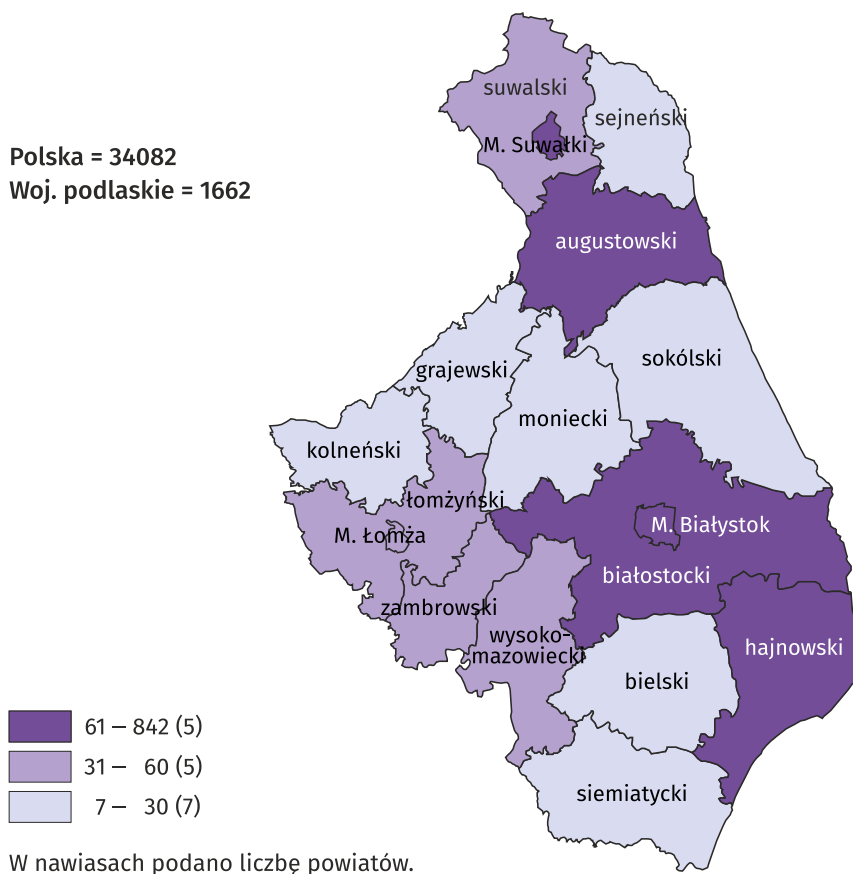 suwalski
sejneński
M. Suwałki
Polska = 34082
Woj. podlaskie = 1662
augustowski
sokólski
grajewski
moniecki
kolneński
łomżyński
M. Białystok
M. Łomża
białostocki
zambrowski
wysoko-
mazowiecki
hajnowski
bielski
61 – 842 (5)
31 – 60 (5)
7 – 30 (7)
siemiatycki
W nawiasach podano liczbę powiatów.